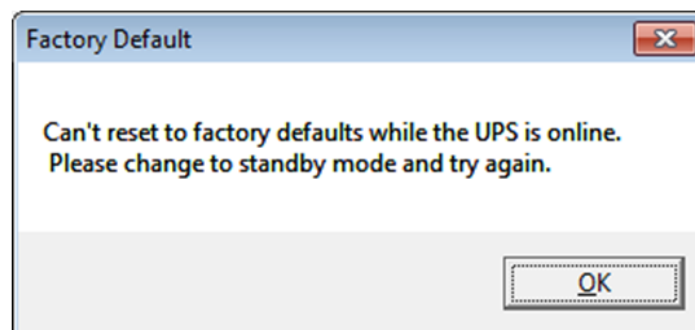 Factory Default
Can't reset to factory defaults while the UPS is online.
Please change to standby mode and try again.
OK